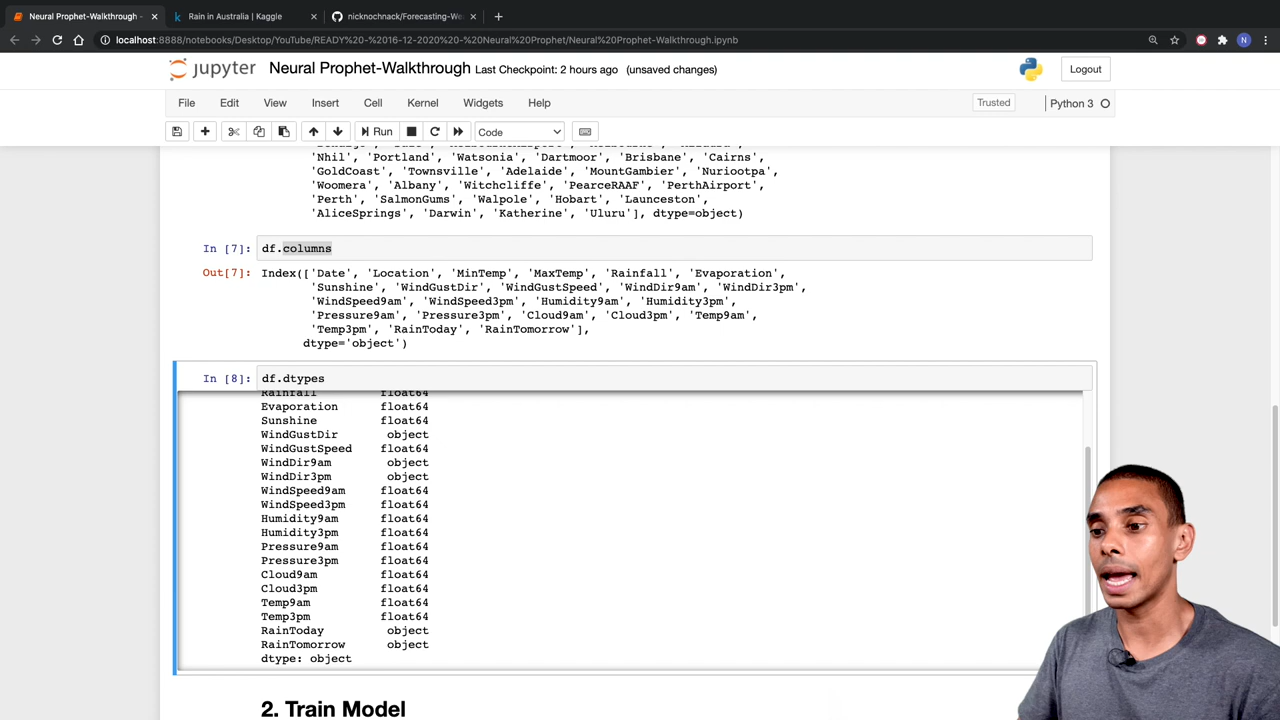 Neural Prophet-Walkthrough -
Rain in Australia | Kaggle
nicknochnack/Forecasting-We
localhost:8888/notebooks/Desktop/YouTube/READY%20-%2016-12-2020%20-%20Neural%20Prophet/Neural%20Prophet-Walkthrough.ipynb
N
jupyter Neural Prophet-Walkthrough Last Checkpoint: 2 hours ago (unsaved changes)
Logout
File Edit View Insert Cell Kernel Widgets Help
Trusted
Python 3
Run
Code
'Nhil', 'Portland', 'Watsonia', 'Dartmoor', 'Brisbane', 'Cairns',
'GoldCoast', 'Townsville', 'Adelaide', 'MountGambier', 'Nuriootpa',
'Woomera', 'Albany', 'Witchcliffe', 'PearceRAAF', 'PerthAirport',
'Perth', 'SalmonGums', 'Walpole', 'Hobart', 'Launceston',
'AliceSprings', 'Darwin', 'Katherine', 'Uluru'], dtype=object)
In [7]: df.columns
Out[7]: Index(['Date', 'Location', 'MinTemp', 'MaxTemp', 'Rainfall', 'Evaporation',
'Sunshine', 'WindGustDir', 'WindGustSpeed', 'WindDir9am', 'WindDir3pm',
'WindSpeed9am', 'WindSpeed3pm', 'Humidity9am', 'Humidity3pm',
'Pressure9am', 'Pressure3pm', 'Cloud9am', 'Cloud3pm', 'Temp9am',
'Temp3pm', 'RainToday', 'RainTomorrow'],
dtype='object')
In [8]: df.dtypes
Rainfall float64
Evaporation float64
Sunshine float64
WindGustDir object
WindGustSpeed float64
WindDir9am object
WindDir3pm object
WindSpeed9am float64
WindSpeed3pm float64
Humidity9am float64
Humidity3pm float64
Pressure9am float64
Pressure3pm float64
Cloud9am float64
Cloud3pm float64
Temp9am float64
Temp3pm float64
RainToday object
RainTomorrow object
dtype: object
2. Train Model